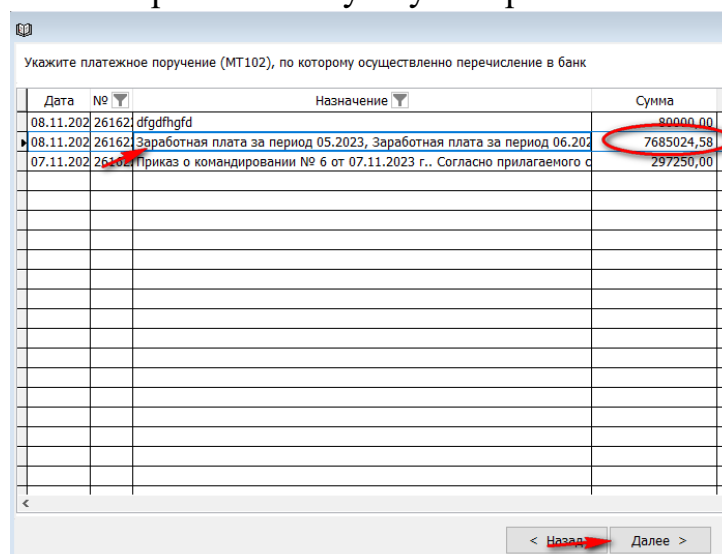 Укажите платежное поручение (МТ102), по которому осуществленно перечисление в банк
Дата № Назначение Сумма
08.11.202 26162 dfgdfhgfd 80000,00
08.11.202 26162 Заработная плата за период 05.2023, Заработная плата за период 06.202 7685024,58
07.11.202 26162 Приказ о командировании № 6 от 07.11.2023 г.. Согласно прилагаемого с 297250,00
< Назад Далее >